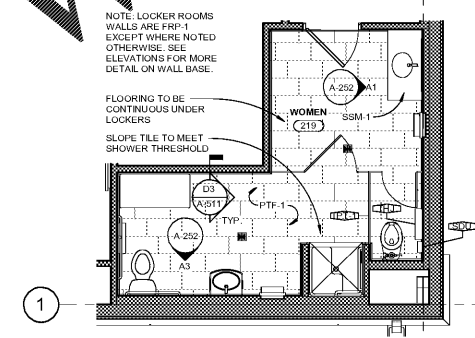 NOTE: LOCKER ROOMS
WALLS ARE FRP-1
EXCEPT WHERE NOTED
OTHERWISE. SEE
ELEVATIONS FOR MORE
DETAIL ON WALL BASE.
FLOORING TO BE
CONTINUOUS UNDER
LOCKERS
SLOPE TILE TO MEET
SHOWER THRESHOLD
A-252
A1
WOMEN
219
SSM-1
D3
A-511
TYP
PTF-1
A-252
A3
1